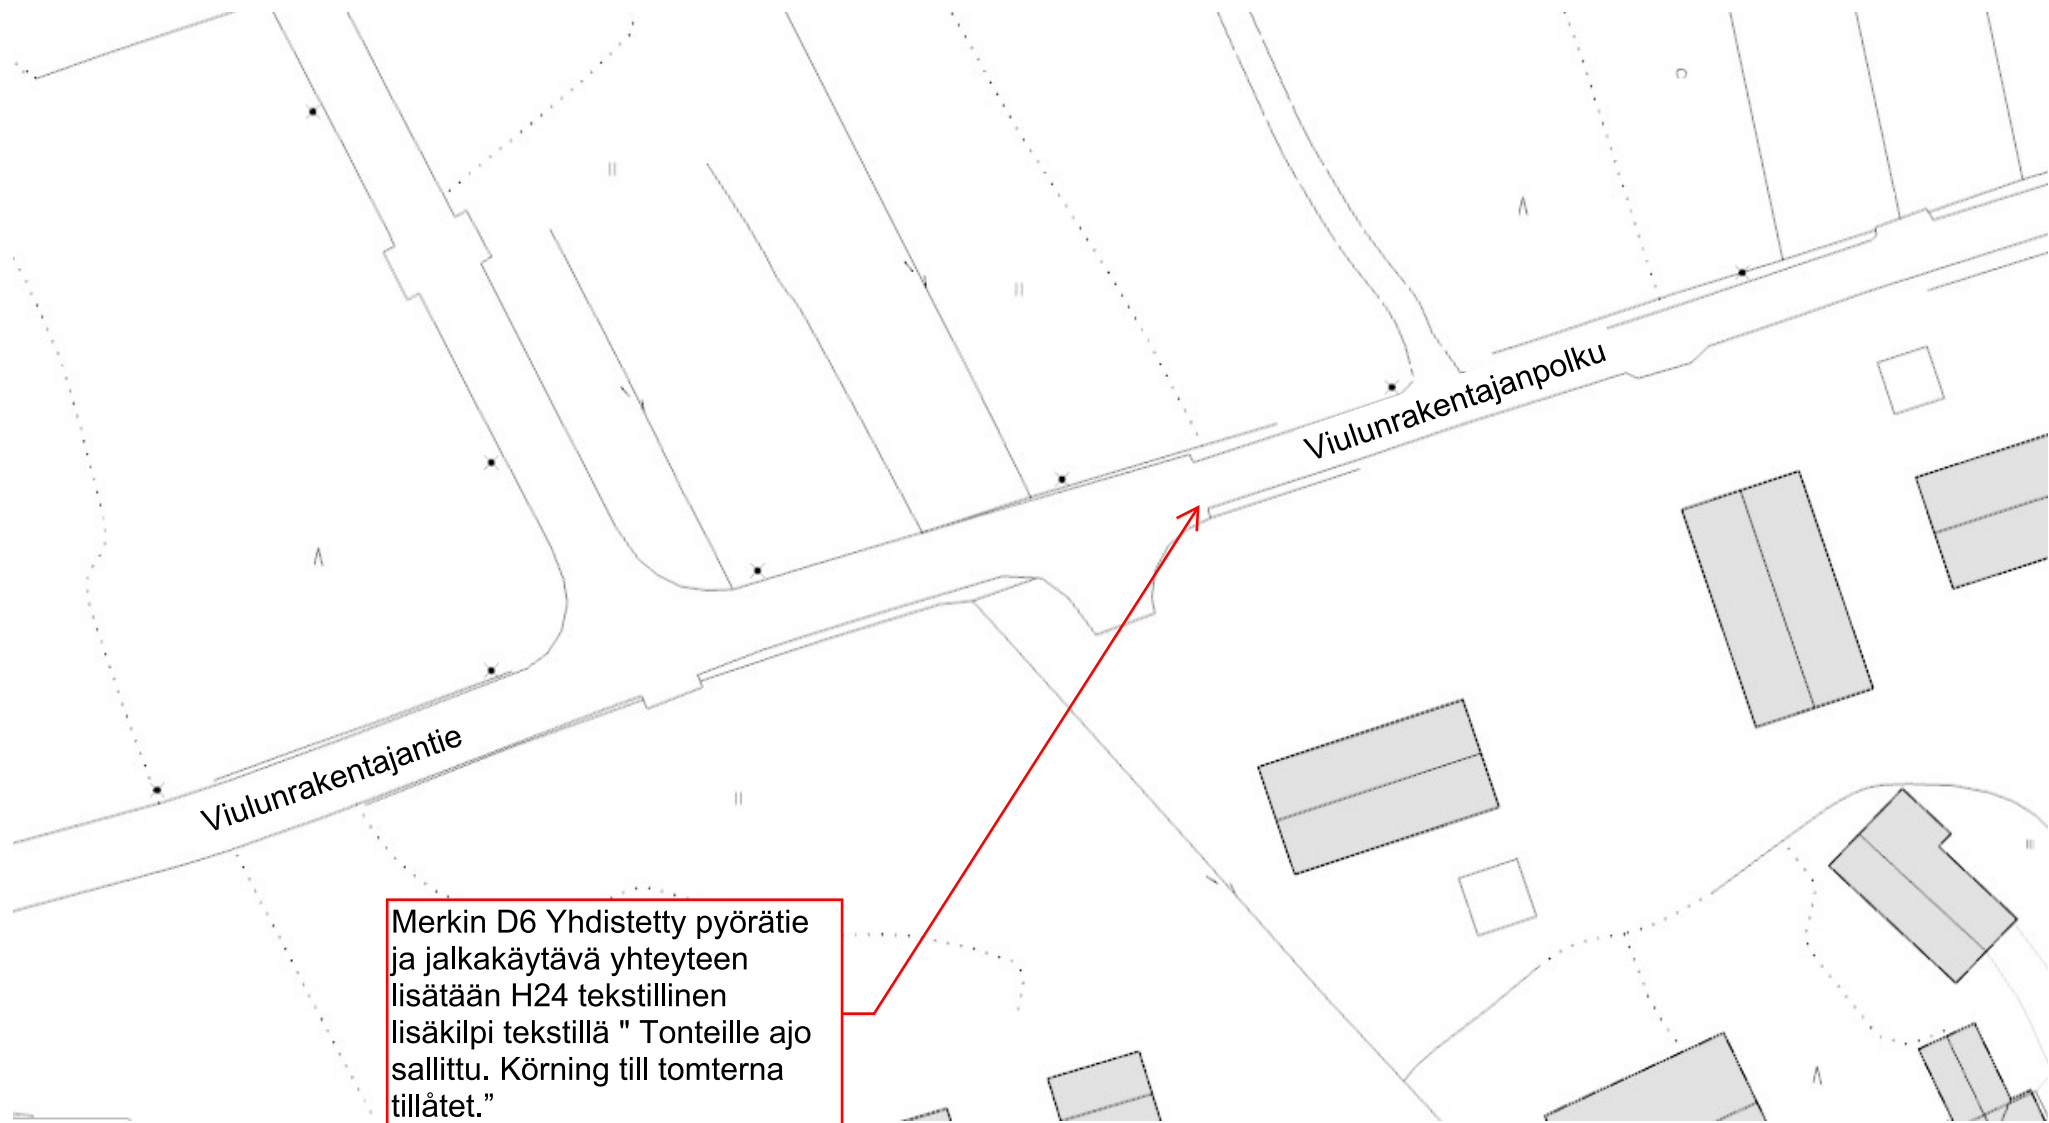 Viulunrakentajanpolku
Viulunrakentajantie
Merkin D6 Yhdistetty pyörätie
ja jalkakäytävä yhteyteen
lisätään H24 tekstillinen
lisäkilpi tekstillä " Tonteille ajo
sallittu. Körning till tomterna
tillåtet.”